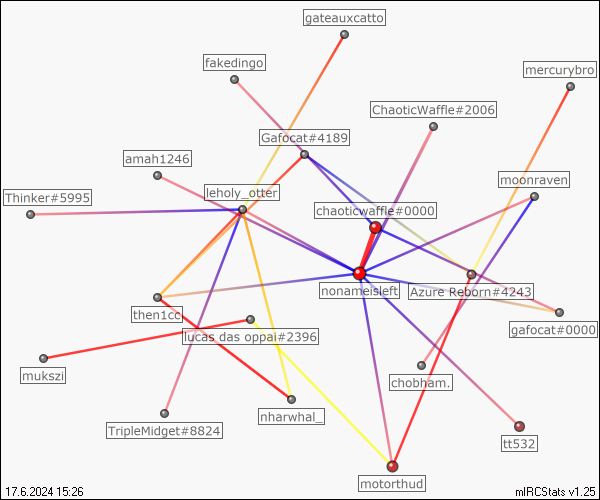 gateauxcatto
fakedingo
mercurybro
ChaoticWaffle#2006
Gafocat#4189
amah1246
moonraven
Thinker#5995
leholy_otter
chaoticwaffle#0000
nonameisleft
Azure Reborn#4243
then1cc
gafocat#0000
lucas das oppai#2396
mukszi
chobham.
nharwhal_
TripleMidget#8824
tt532
motorthud
17.6.2024 15:26
mIRCStats v1.25